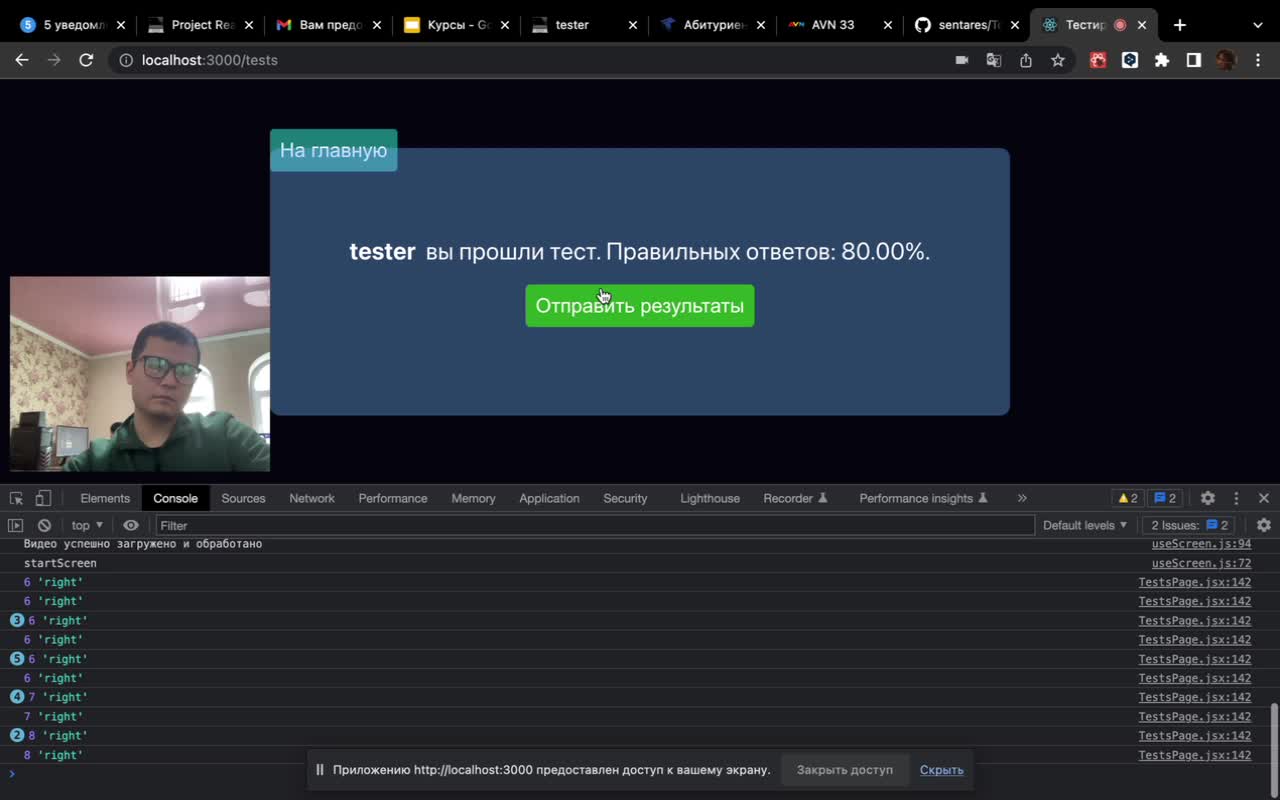 5 уведомл
Project Rea
Вам предо
Курсы - Go
tester
Абитуриен
AVN 33
sentares/Te
Тестир
localhost:3000/tests
На главную
tester вы прошли тест. Правильных ответов: 80.00%.
Отправить результаты
Elements Console Sources Network Performance Memory Application Security Lighthouse Recorder Performance insights » 2 2
top ▼ Filter Default levels ▼ 2 Issues: 2
Видео успешно загружено и обработано useScreen.js:94
startScreen useScreen.js:72
6 'right' TestsPage.jsx:142
6 'right' TestsPage.jsx:142
3 6 'right' TestsPage.jsx:142
6 'right' TestsPage.jsx:142
5 6 'right' TestsPage.jsx:142
6 'right' TestsPage.jsx:142
4 7 'right' TestsPage.jsx:142
7 'right' TestsPage.jsx:142
2 8 'right' TestsPage.jsx:142
8 'right' TestsPage.jsx:142
Приложению http://localhost:3000 предоставлен доступ к вашему экрану. Закрыть доступ Скрыть